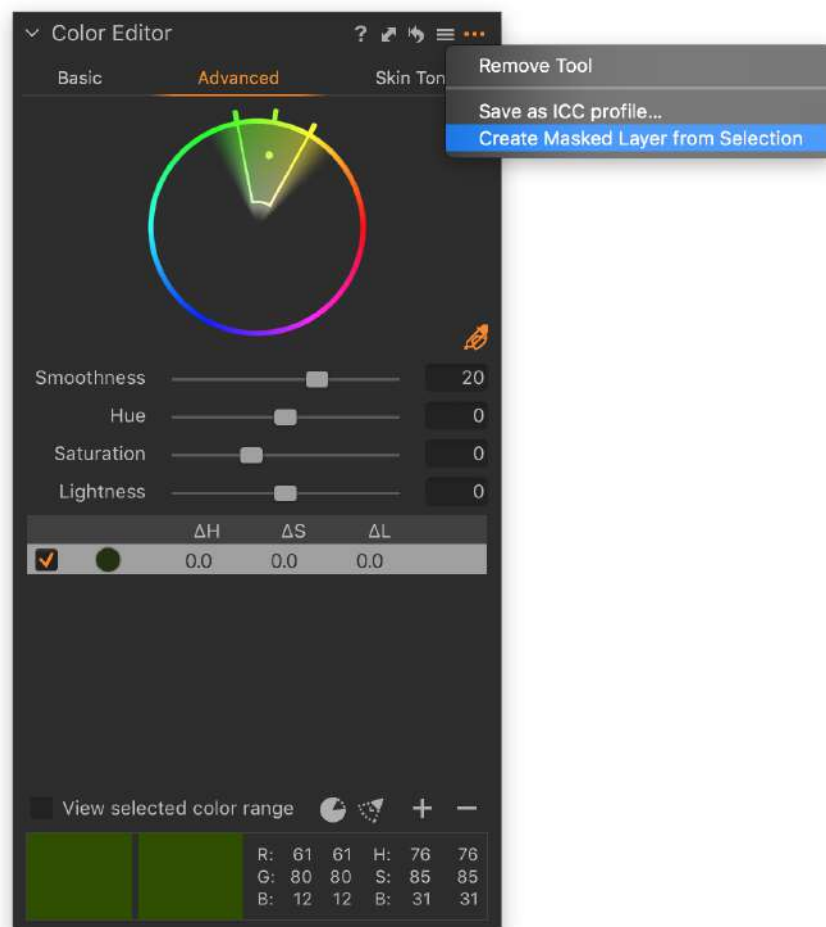 Color Editor ?
Basic Advanced Skin Ton
Remove Tool
Save as ICC profile...
Create Masked Layer from Selection
Smoothness 20
Hue 0
Saturation 0
Lightness 0
ΔH ΔS ΔL
0.0 0.0 0.0
View selected color range
R: 61 61 H: 76 76
G: 80 80 S: 85 85
B: 12 12 B: 31 31